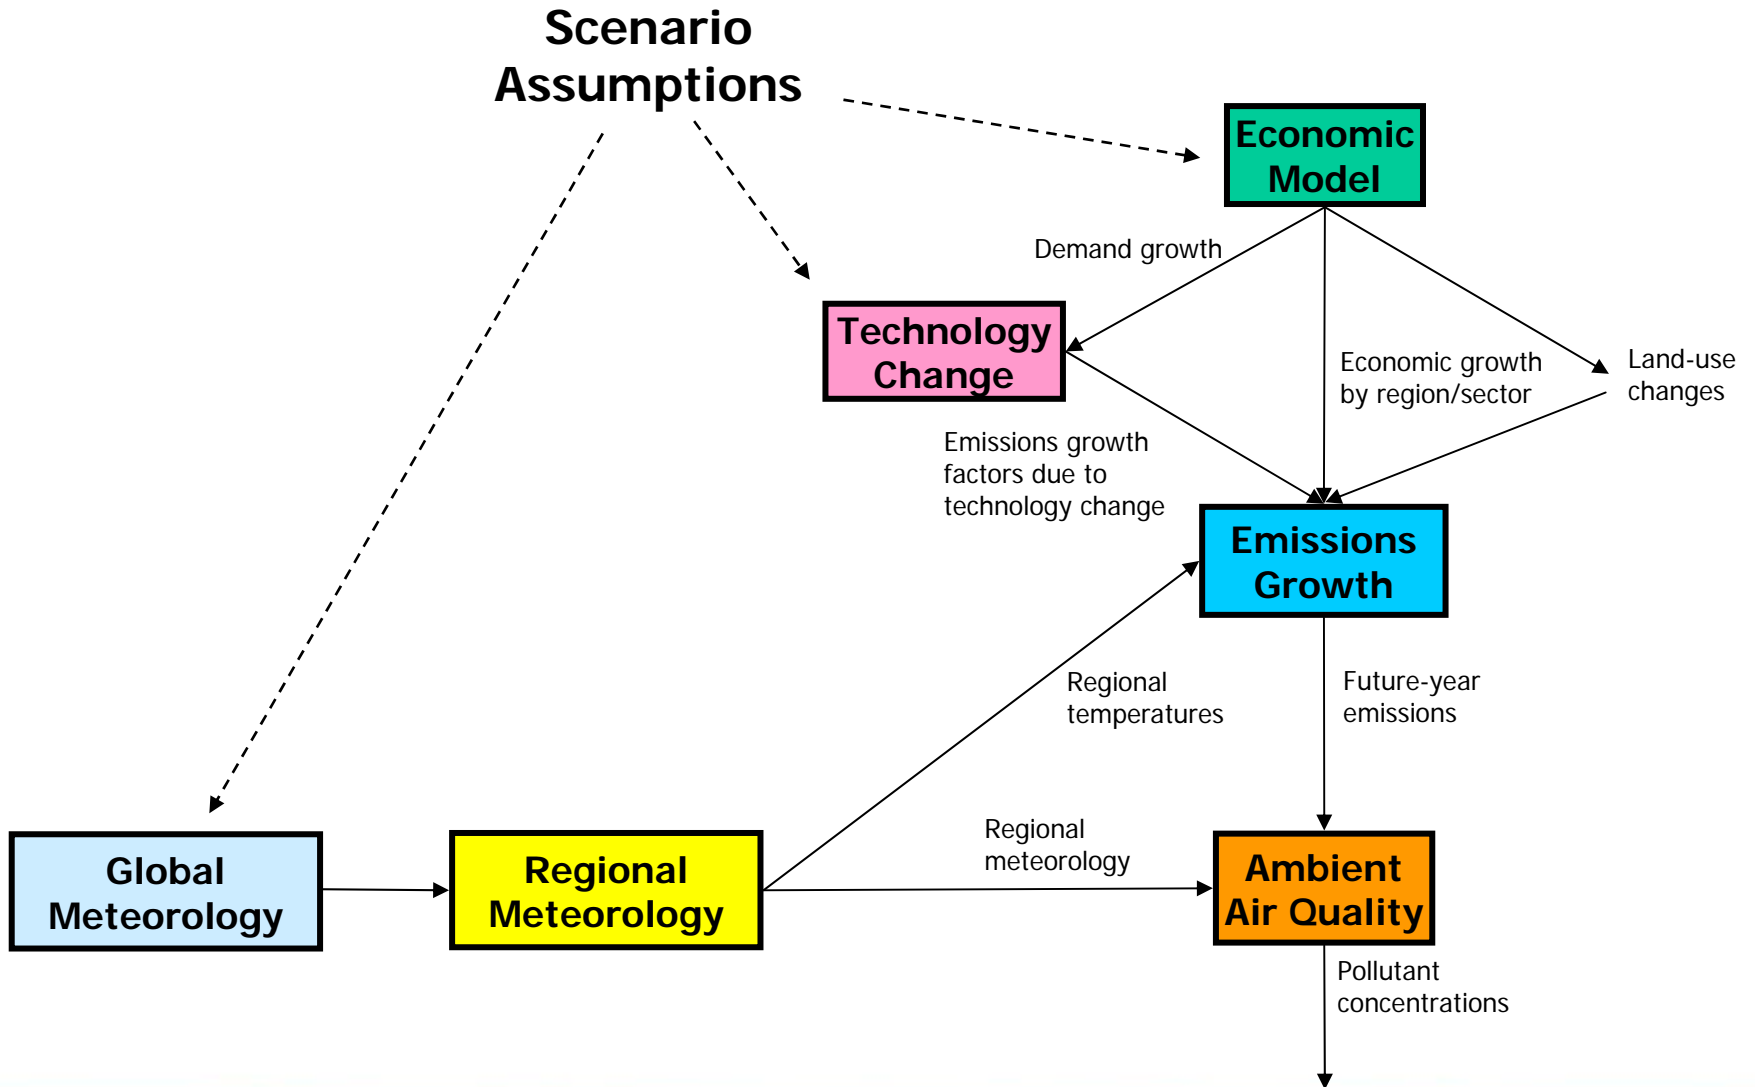 Scenario
Assumptions
Economic
Model
Demand growth
Technology
Change
Economic growth
by region/sector
Land-use
changes
Emissions growth
factors due to
technology change
Emissions
Growth
Regional
temperatures
Future-year
emissions
Global
Meteorology
Regional
Meteorology
Regional
meteorology
Ambient
Air Quality
Pollutant
concentrations